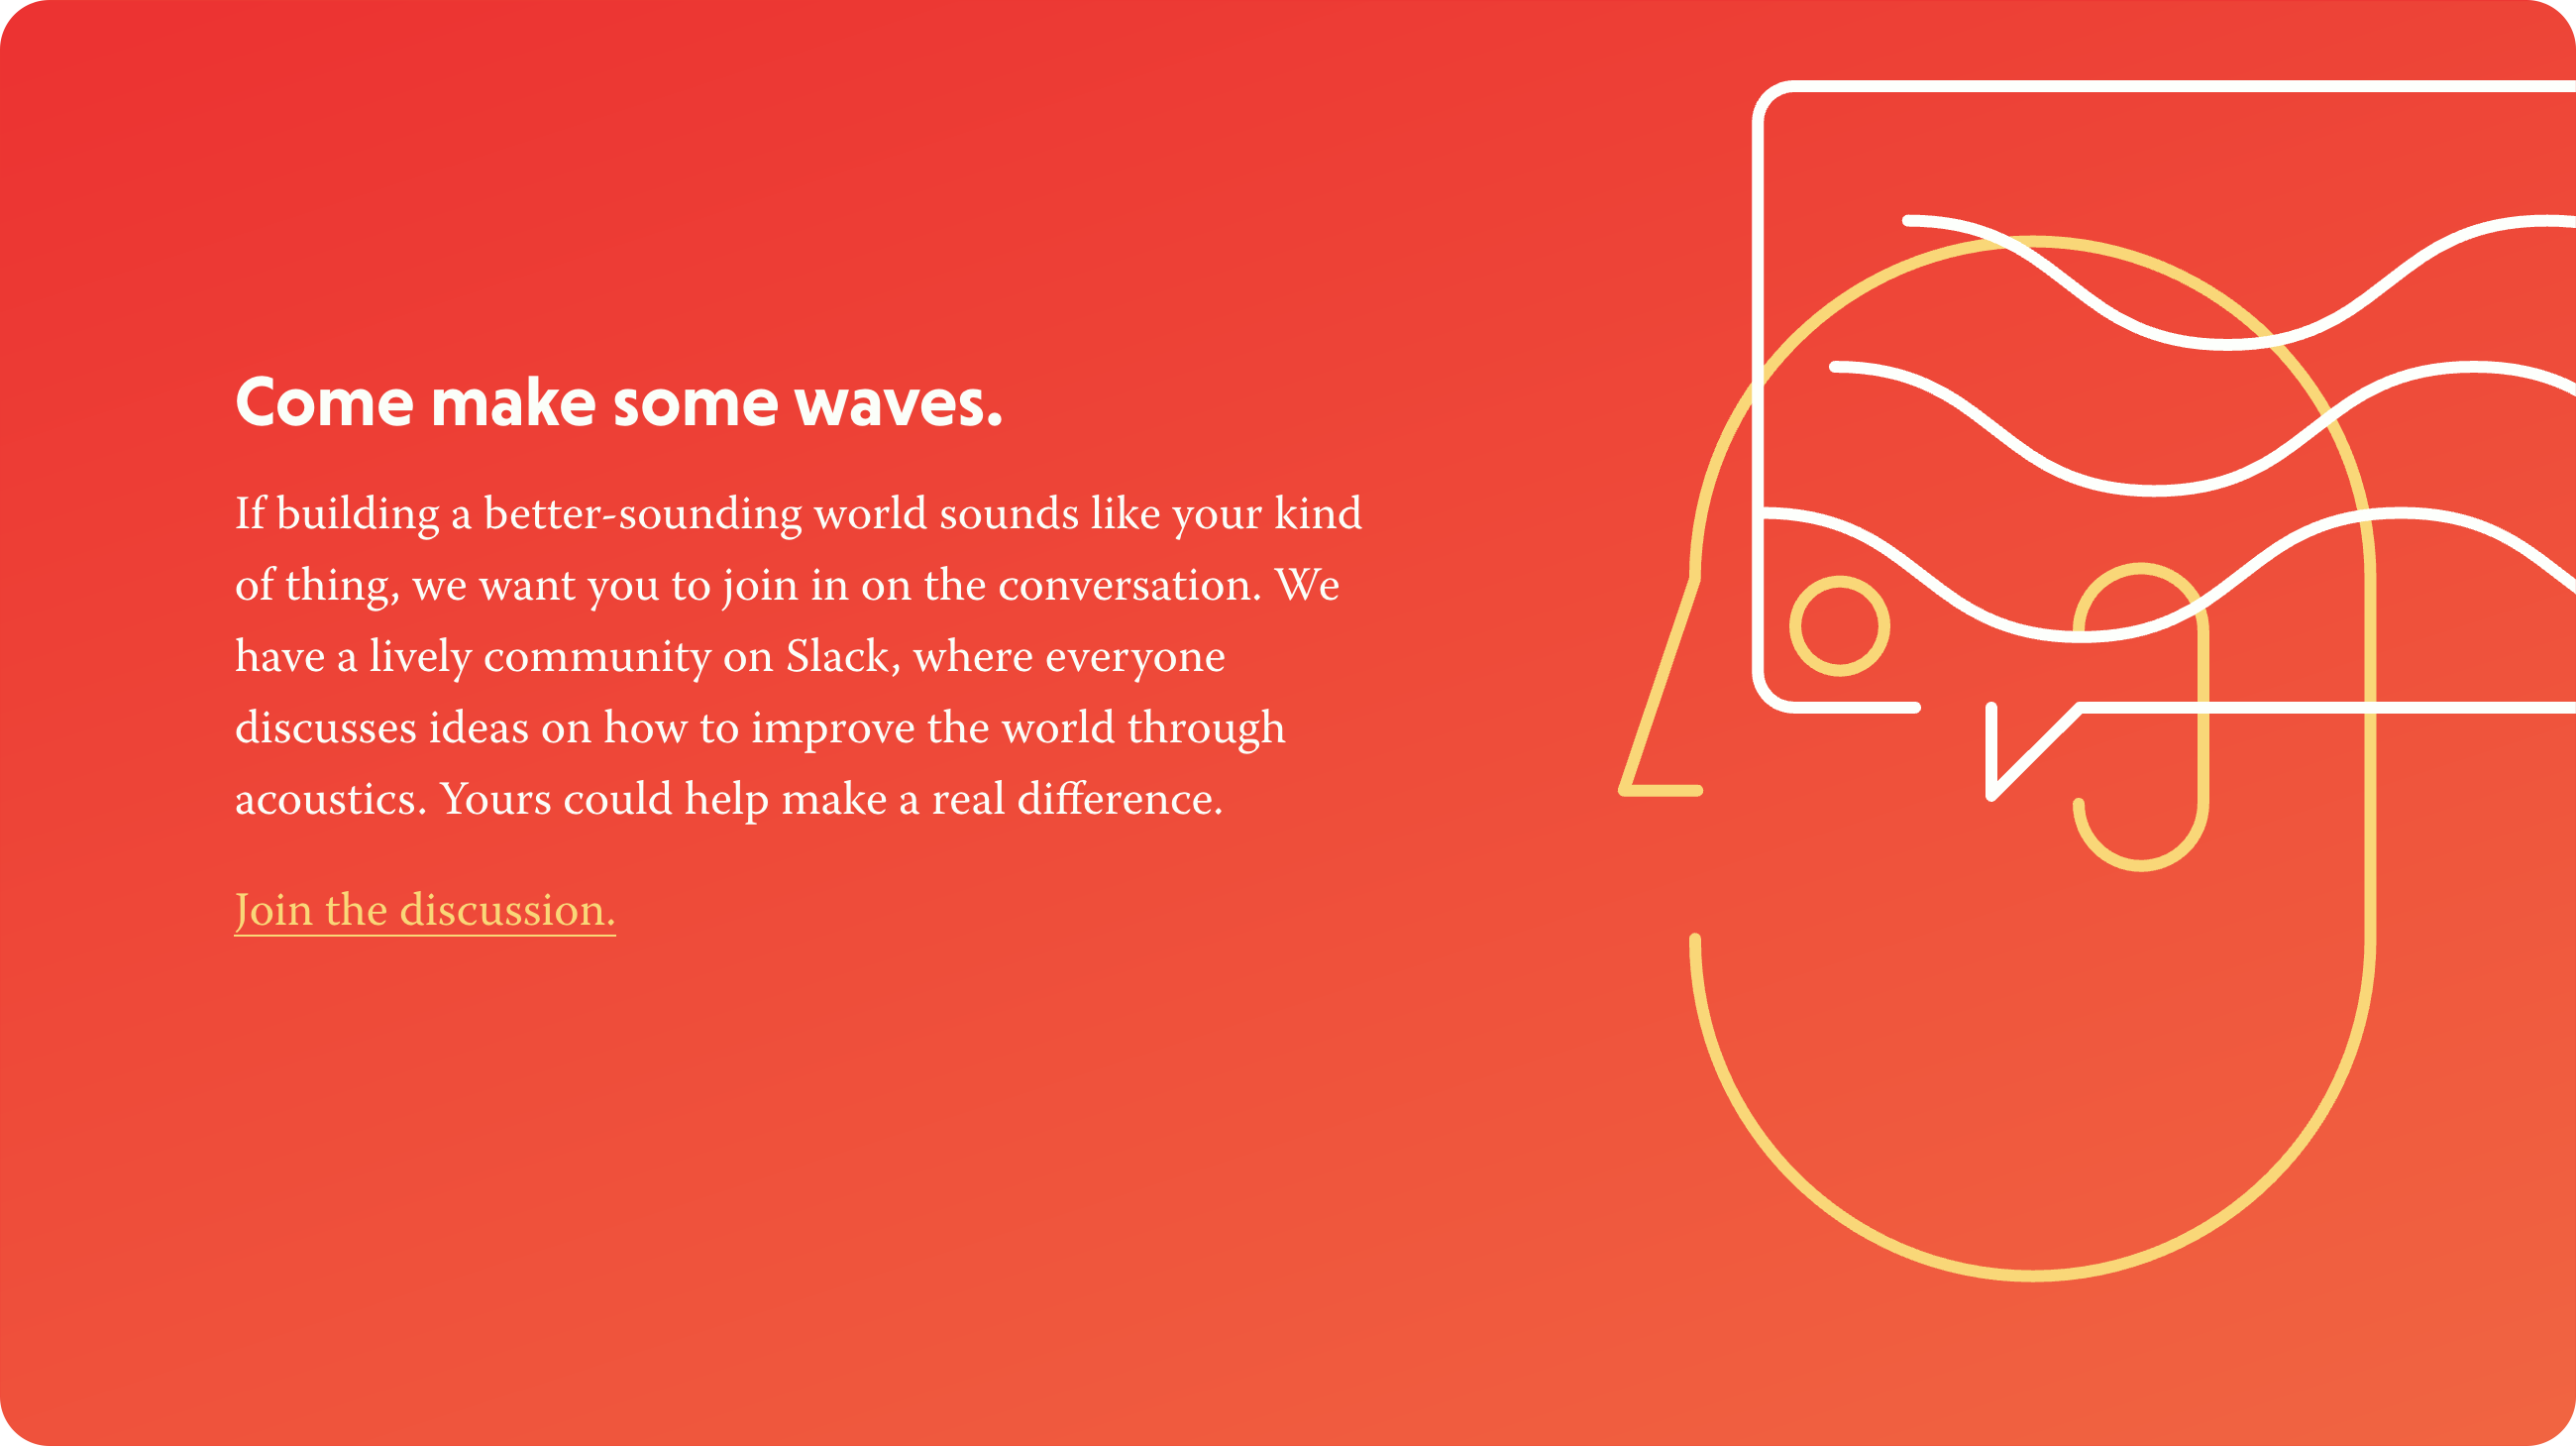 Come make some waves.
If building a better-sounding world sounds like your kind
of thing, we want you to join in on the conversation. We
have a lively community on Slack, where everyone
discusses ideas on how to improve the world through
acoustics. Yours could help make a real difference.
Join the discussion.